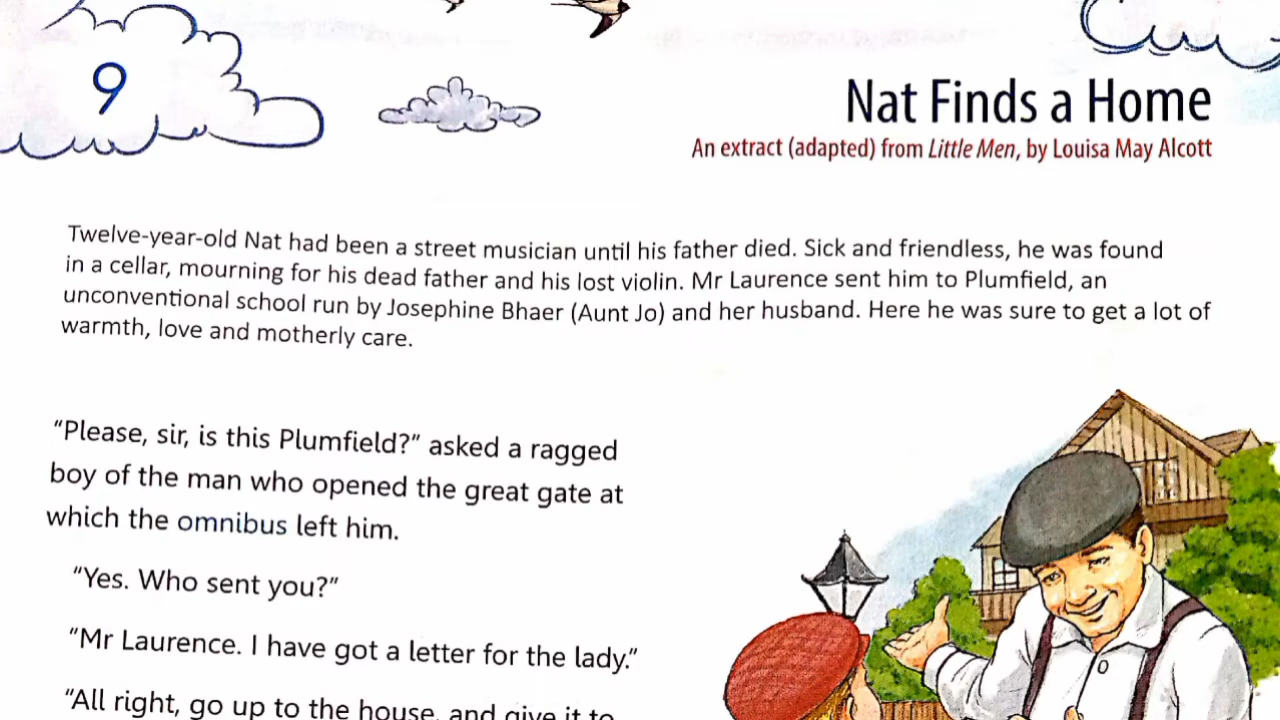 9
Nat Finds a Home
An extract (adapted) from Little Men, by Louisa May Alcott
Twelve-year-old Nat had been a street musician until his father died. Sick and friendless, he was found
in a cellar, mourning for his dead father and his lost violin. Mr Laurence sent him to Plumfield, an
unconventional school run by Josephine Bhaer (Aunt Jo) and her husband. Here he was sure to get a lot of
warmth, love and motherly care.
“Please, sir, is this Plumfield?” asked a ragged
boy of the man who opened the great gate at
which the omnibus left him.
“Yes. Who sent you?”
“Mr Laurence. I have got a letter for the lady.”
“All right, go up to the house, and give it to